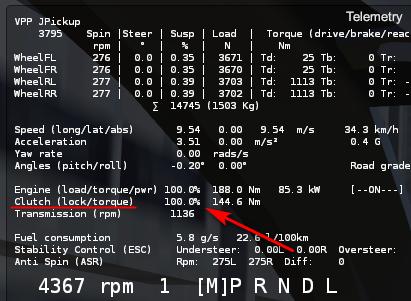 Telemetry
VPP JPickup
3795 Spin |Steer | Susp | Load | Torque (drive/brake/reac
rpm | ° | % | N | Nm
WheelFL 276 | 0.0 | 0.35 | 3671 | Td: 25 Tb: 0 Tr:
WheelFR 276 | 0.0 | 0.35 | 3670 | Td: 25 Tb: 0 Tr:
WheelRL 277 | 0.0 | 0.39 | 3703 | Td: 1113 Tb: 0 Tr: -
WheelRR 277 | 0.0 | 0.39 | 3702 | Td: 1113 Tb: 0 Tr: -
∑ 14745 (1503 Kg)
Speed (long/lat/abs) 9.54 0.00 9.54 m/s 34.3 km/h
Acceleration 3.51 0.00 m/s² 0.4 G
Yaw rate 0.00 rads/s
Angles (pitch/roll) -0.20° 0.00° Road grade
Engine (load/torque/pwr) 100.0% 188.0 Nm 85.3 kW [--ON---]
Clutch (lock/torque) 100.0% 144.6 Nm
Transmission (rpm) 1136
Fuel consumption 5.8 g/s 22.6 l/100km
Stability Control (ESC) Understeer: 0.00L 0.00R Oversteer:
Anti Spin (ASR) Rpm: 275L 275R Diff: 0
4367 rpm 1 [M]P R N D L